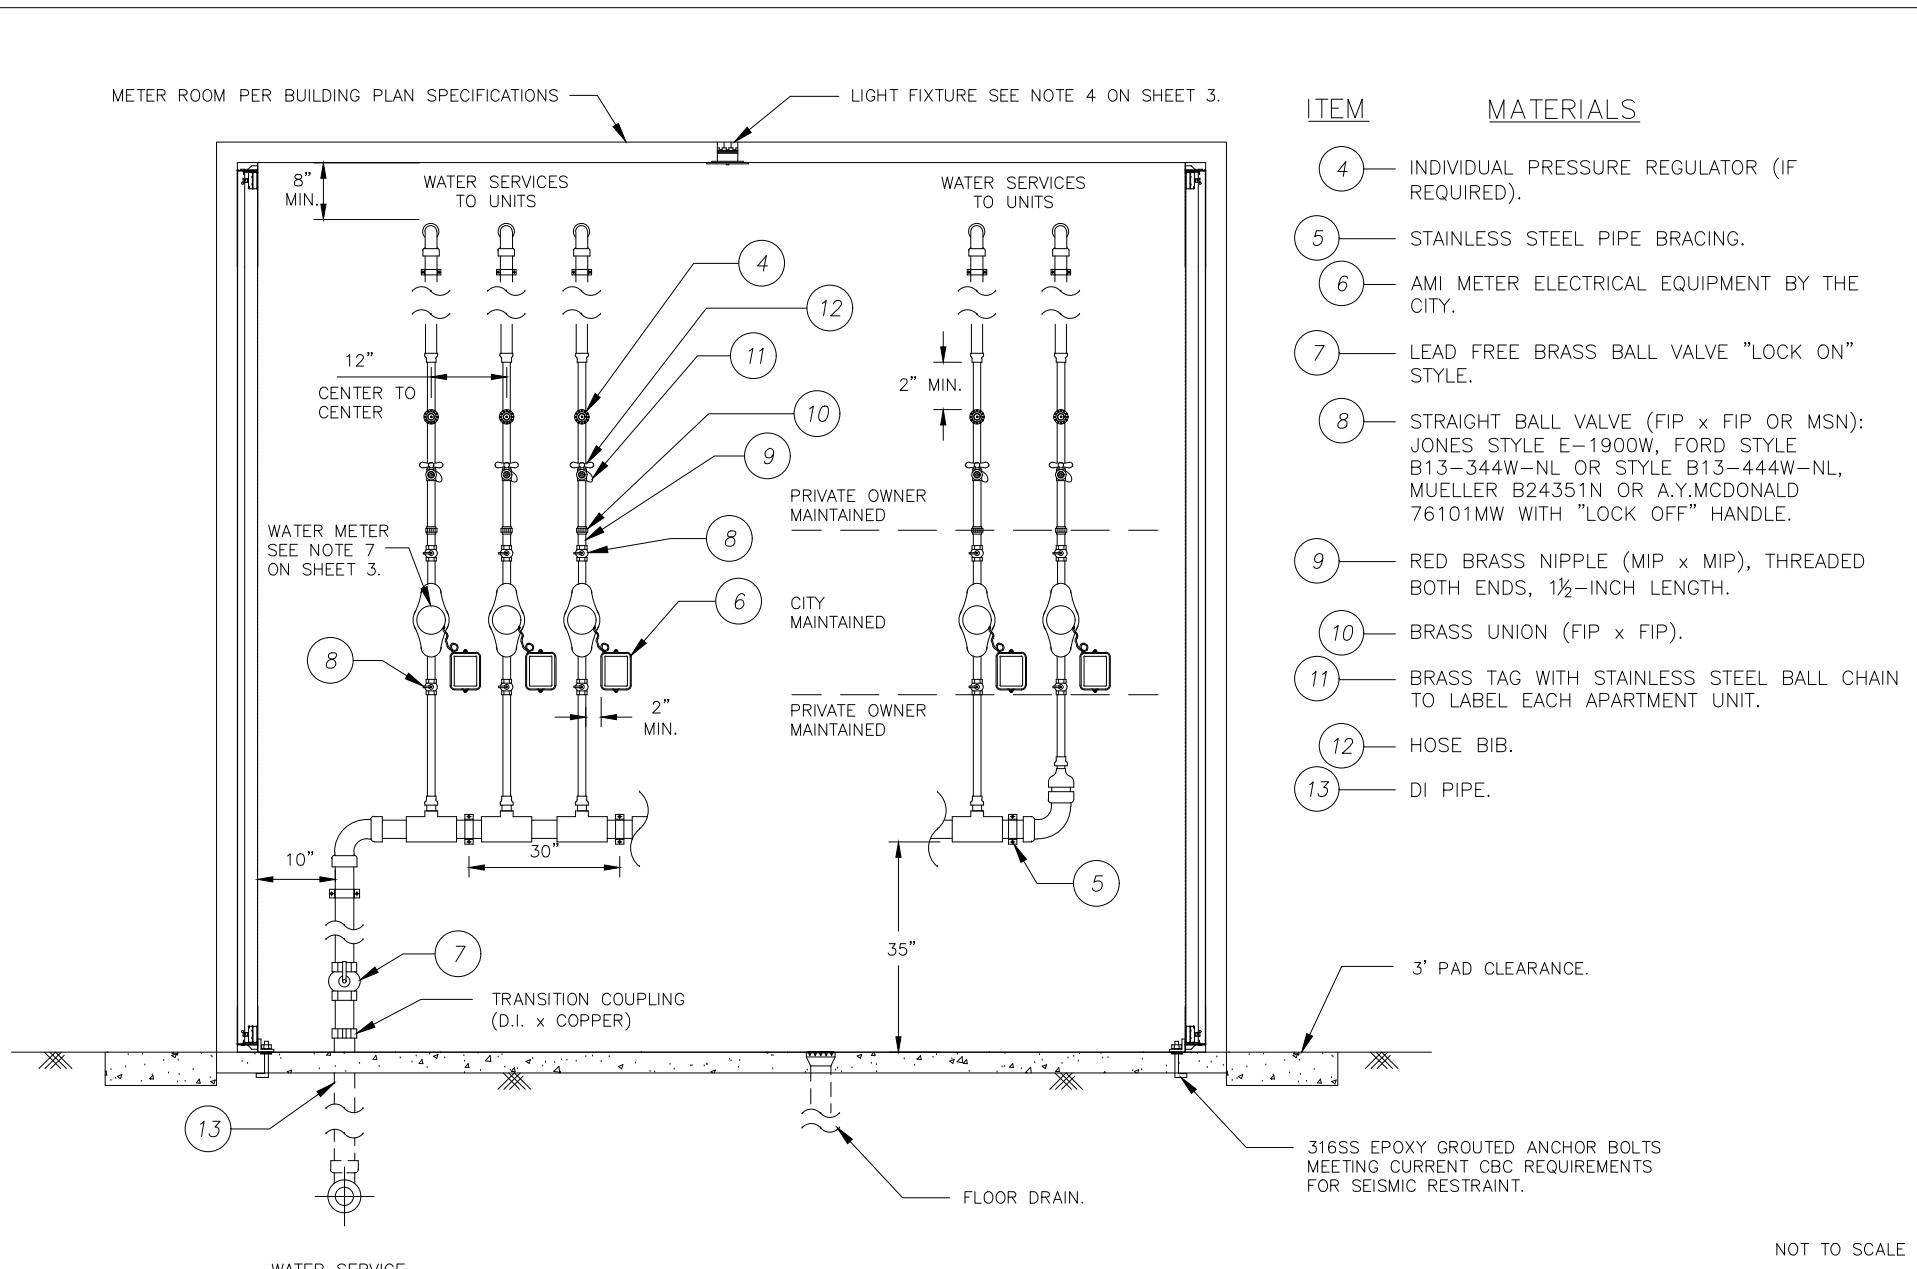 METER ROOM PER BUILDING PLAN SPECIFICATIONS
LIGHT FIXTURE SEE NOTE 4 ON SHEET 3.
8"
MIN.
WATER SERVICES
TO UNITS
WATER SERVICES
TO UNITS
4
12
11
12"
CENTER TO
CENTER
2" MIN.
10
9
PRIVATE OWNER
MAINTAINED
WATER METER
SEE NOTE 7
ON SHEET 3.
8
6
CITY
MAINTAINED
8
2"
MIN.
PRIVATE OWNER
MAINTAINED
10"
30"
5
35"
7
TRANSITION COUPLING
(D.I. x COPPER)
3' PAD CLEARANCE.
13
FLOOR DRAIN.
316SS EPOXY GROUTED ANCHOR BOLTS
MEETING CURRENT CBC REQUIREMENTS
FOR SEISMIC RESTRAINT.
WATER SERVICE
ITEM MATERIALS
4 INDIVIDUAL PRESSURE REGULATOR (IF
REQUIRED).
5 STAINLESS STEEL PIPE BRACING.
6 AMI METER ELECTRICAL EQUIPMENT BY THE
CITY.
7 LEAD FREE BRASS BALL VALVE "LOCK ON"
STYLE.
8 STRAIGHT BALL VALVE (FIP x FIP OR MSN):
JONES STYLE E-1900W, FORD STYLE
B13-344W-NL OR STYLE B13-444W-NL,
MUELLER B24351N OR A.Y.MCDONALD
76101MW WITH "LOCK OFF" HANDLE.
9 RED BRASS NIPPLE (MIP x MIP), THREADED
BOTH ENDS, 1½-INCH LENGTH.
10 BRASS UNION (FIP x FIP).
11 BRASS TAG WITH STAINLESS STEEL BALL CHAIN
TO LABEL EACH APARTMENT UNIT.
12 HOSE BIB.
13 DI PIPE.
NOT TO SCALE